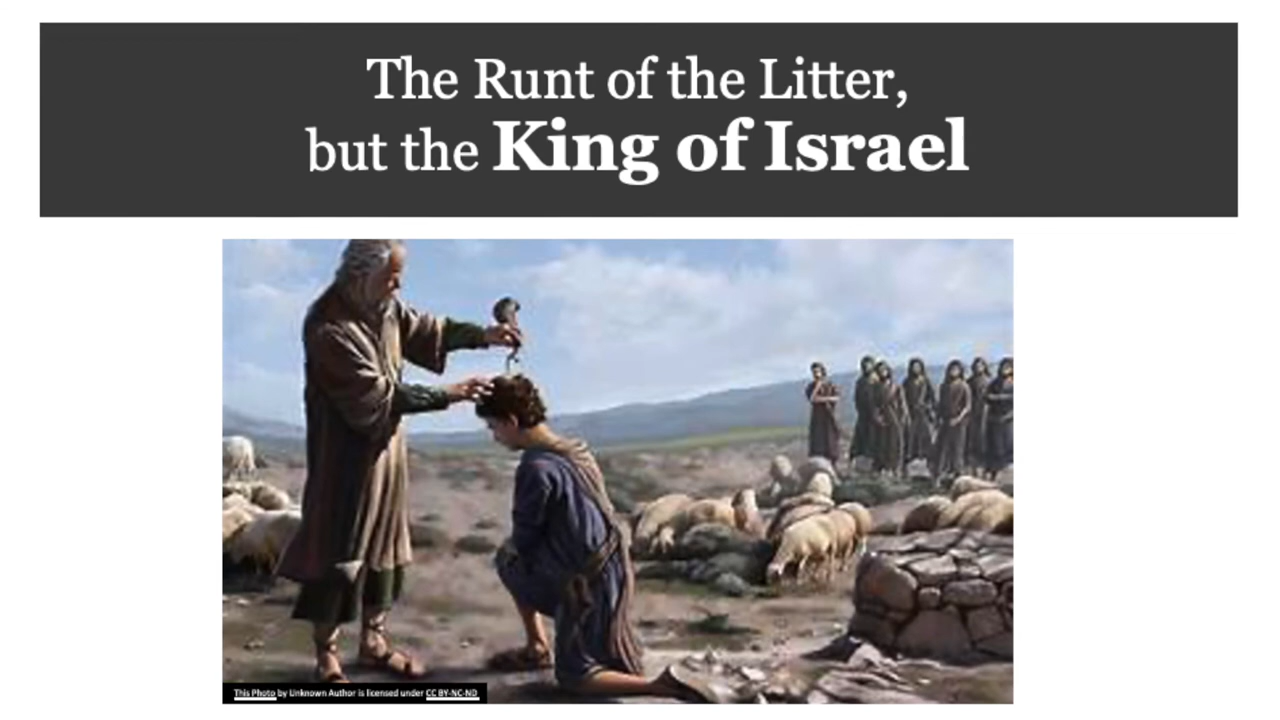 The Runt of the Litter,
but the King of Israel
This Photo by Unknown Author is licensed under CC BY-NC-ND